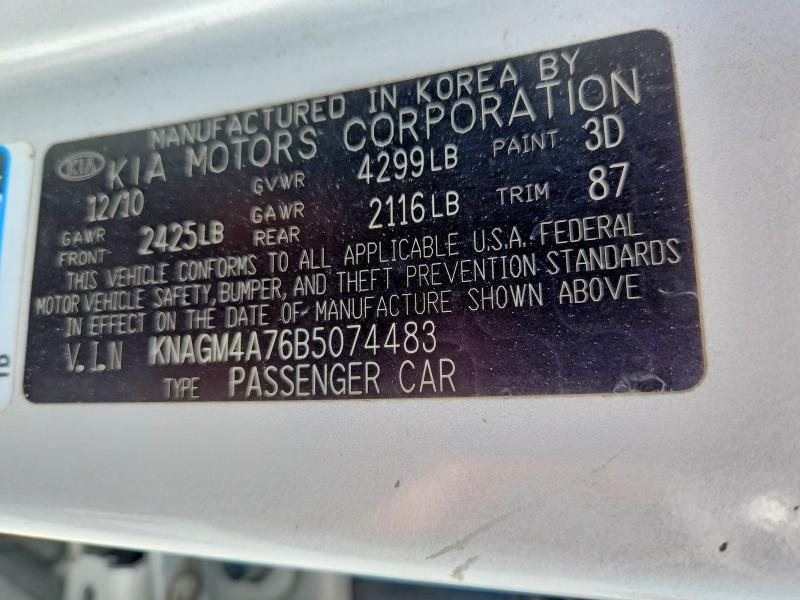 MANUFACTURED IN KOREA BY
KIA KIA MOTORS CORPORATION
12/10 GVWR 4299LB PAINT 3D
GAWR FRONT 2425LB GAWR REAR 2116LB TRIM 87
THIS VEHICLE CONFORMS TO ALL APPLICABLE U.S.A. FEDERAL
MOTOR VEHICLE SAFETY, BUMPER, AND THEFT PREVENTION STANDARDS
IN EFFECT ON THE DATE OF MANUFACTURE SHOWN ABOVE
V.I.N KNAGM4A76B5074483
TYPE PASSENGER CAR